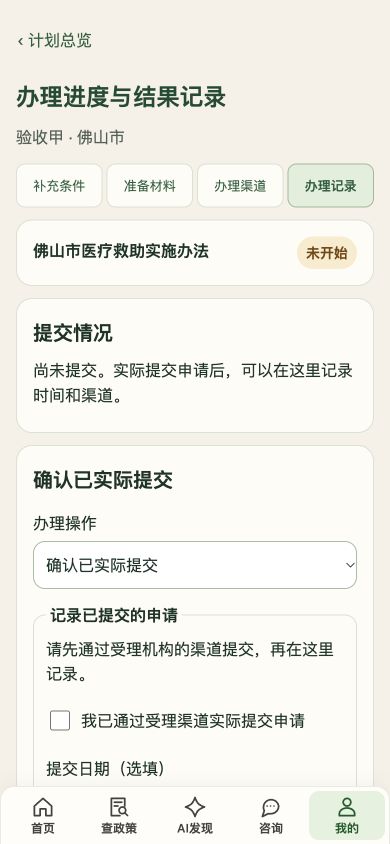 ‹ 计划总览
办理进度与结果记录
验收甲 · 佛山市
补充条件
准备材料
办理渠道
办理记录
佛山市医疗救助实施办法
未开始
提交情况
尚未提交。实际提交申请后，可以在这里记录
时间和渠道。
确认已实际提交
办理操作
确认已实际提交
记录已提交的申请
请先通过受理机构的渠道提交，再在这里
记录。
我已通过受理渠道实际提交申请
提交日期（选填）
首页
查政策
AI发现
咨询
我的